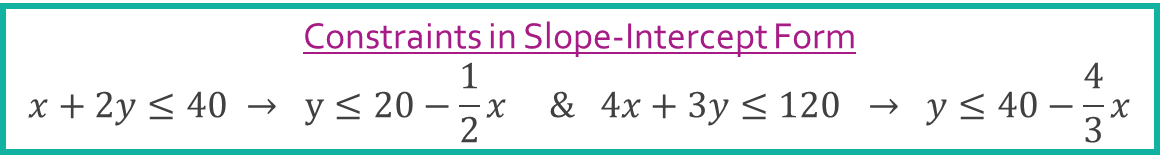 Constraints in Slope-Intercept Form
x + 2y ≤ 40 → y ≤ 20 − 1/2 x & 4x + 3y ≤ 120 → y ≤ 40 − 4/3 x